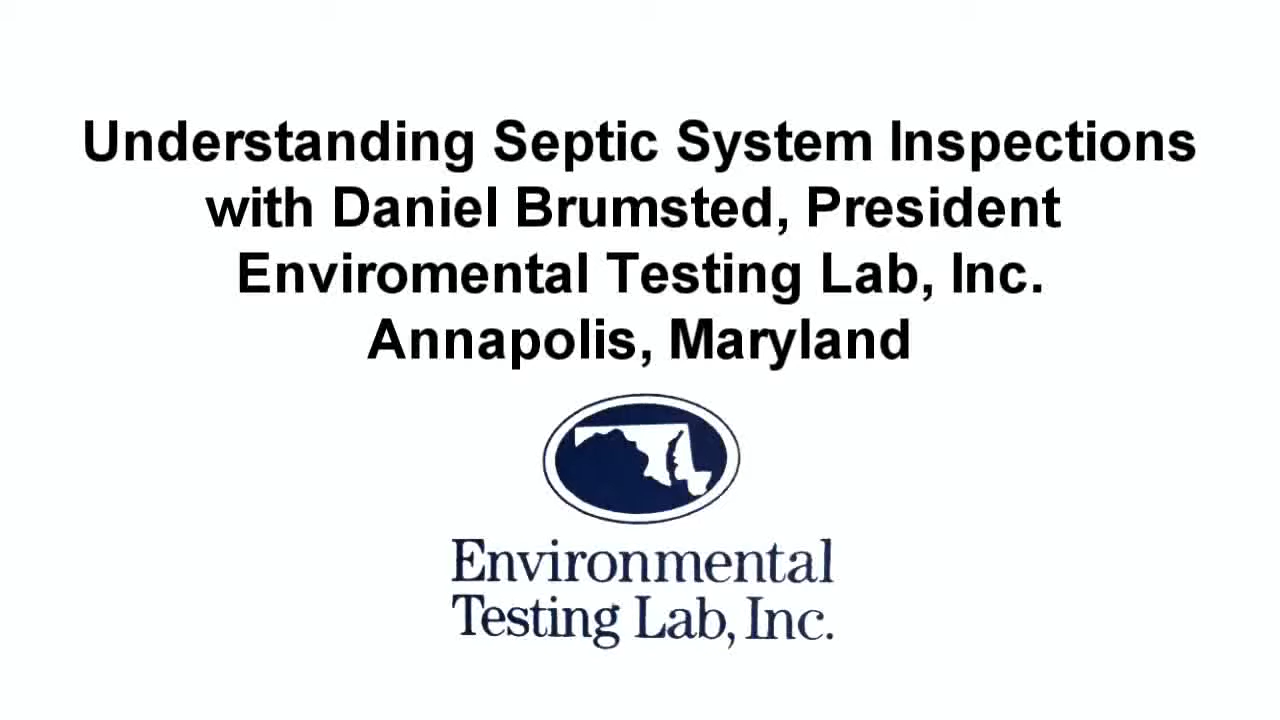 Understanding Septic System Inspections
with Daniel Brumsted, President
Enviromental Testing Lab, Inc.
Annapolis, Maryland
Environmental
Testing Lab, Inc.